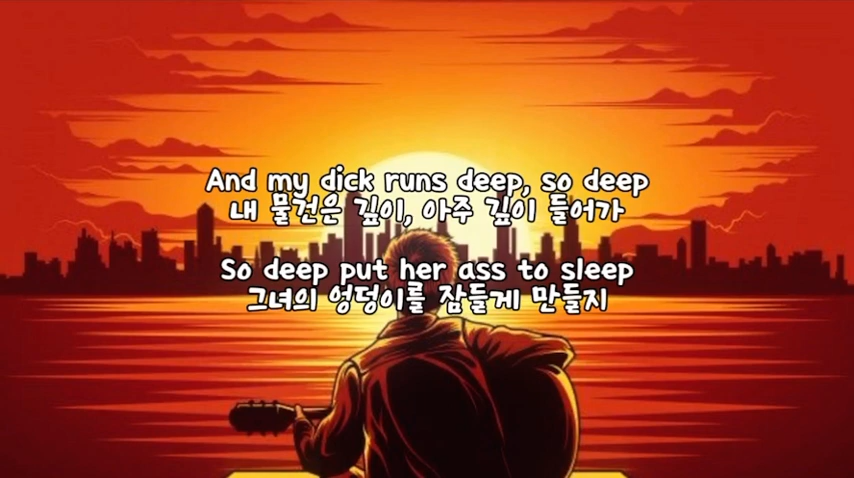 And my dick runs deep, so deep
내 물건은 깊이, 아주 깊이 들어가
So deep put her ass to sleep
그녀의 엉덩이를 잠들게 만들지